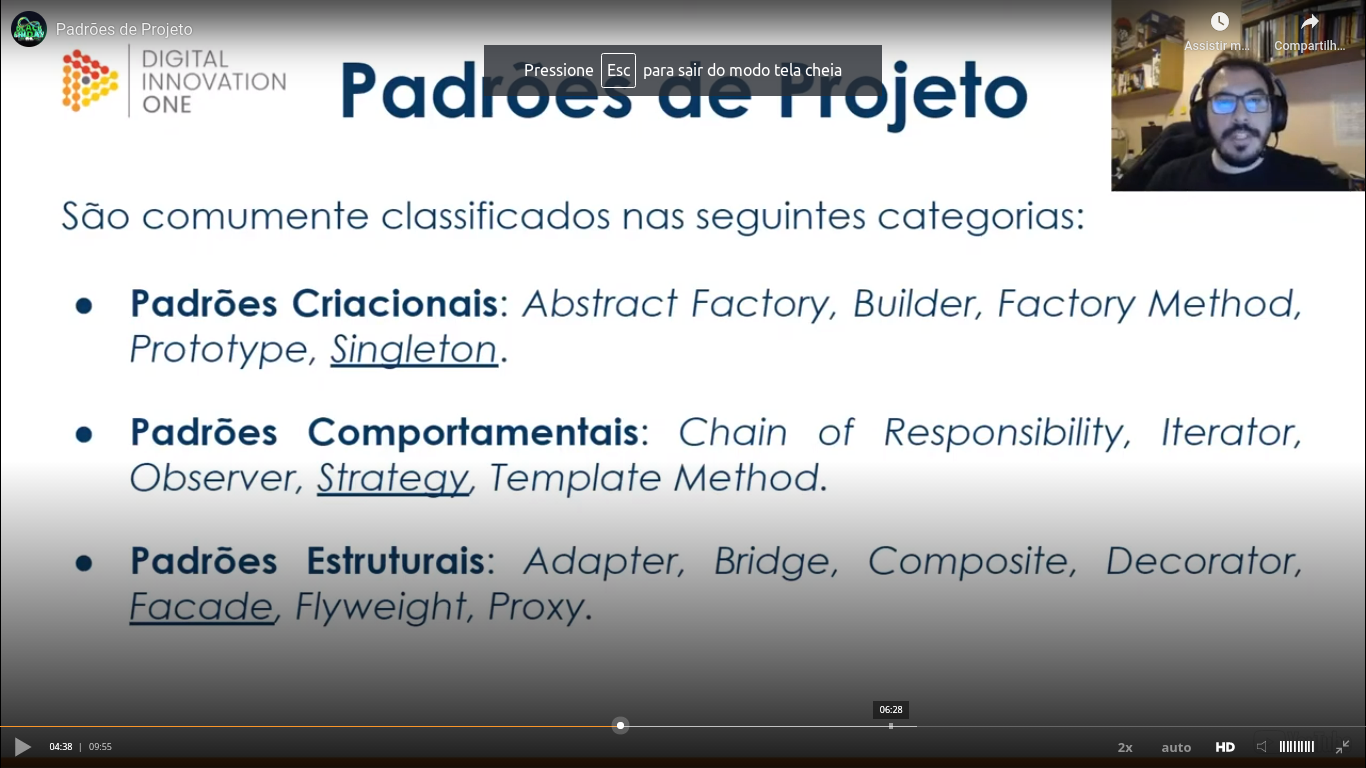 Padrões de Projeto
Assistir m...
Compartilh...
DIGITAL
INNOVATION
ONE
Pressione Esc para sair do modo tela cheia
Padrões de Projeto
São comumente classificados nas seguintes categorias:
● Padrões Criacionais: Abstract Factory, Builder, Factory Method,
Prototype, Singleton.
● Padrões Comportamentais: Chain of Responsibility, Iterator,
Observer, Strategy, Template Method.
● Padrões Estruturais: Adapter, Bridge, Composite, Decorator,
Facade, Flyweight, Proxy.
06:28
04:38 | 09:55
2x auto HD